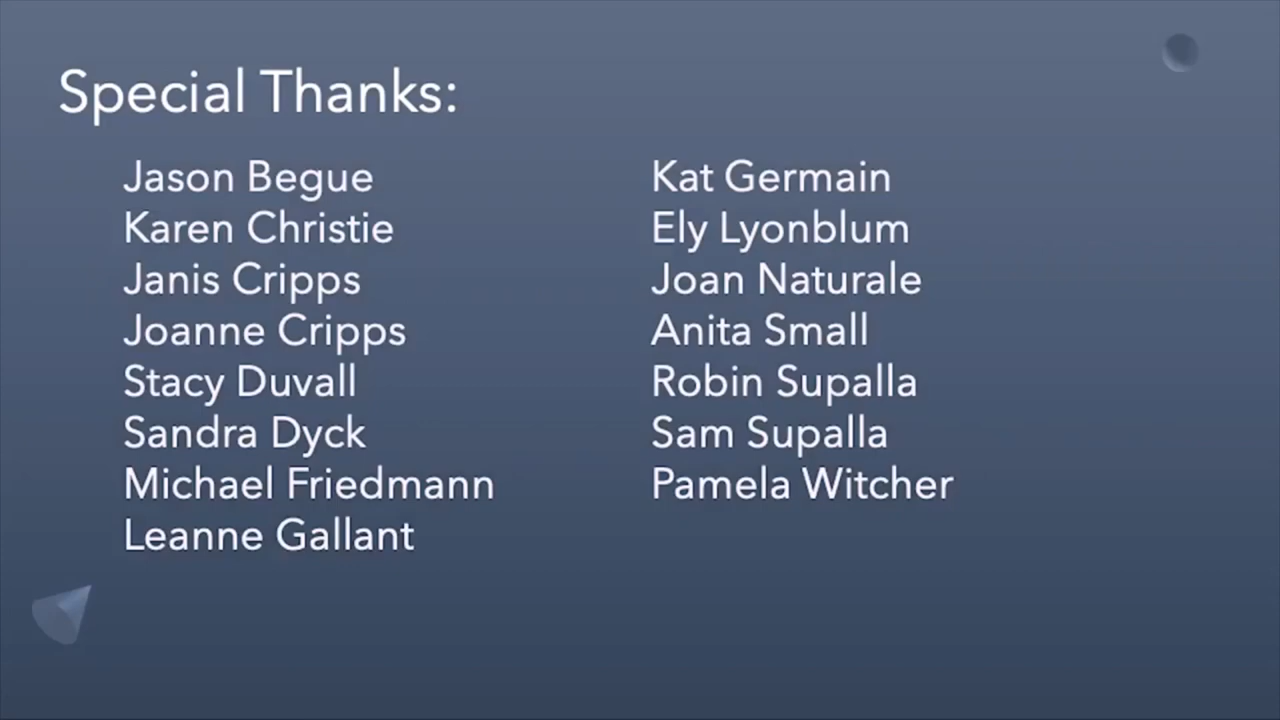 Special Thanks:
Jason Begue
Karen Christie
Janis Cripps
Joanne Cripps
Stacy Duvall
Sandra Dyck
Michael Friedmann
Leanne Gallant
Kat Germain
Ely Lyonblum
Joan Naturale
Anita Small
Robin Supalla
Sam Supalla
Pamela Witcher